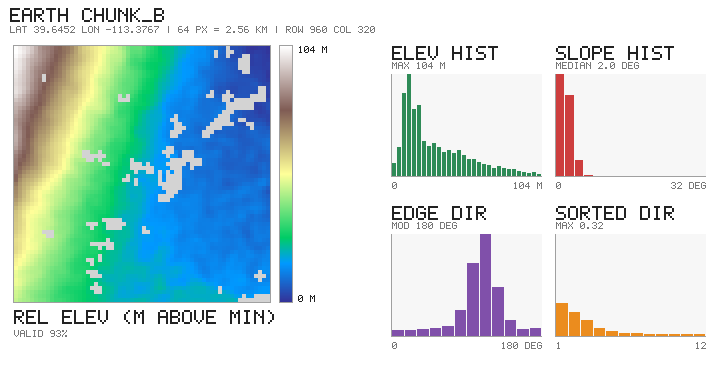 EARTH CHUNK_B
LAT 39.6452 LON -113.3767 | 64 PX = 2.56 KM | ROW 960 COL 320
104 M
0 M
REL ELEV (M ABOVE MIN)
VALID 93%
ELEV HIST
MAX 104 M
0 104 M
SLOPE HIST
MEDIAN 2.0 DEG
0 32 DEG
EDGE DIR
MOD 180 DEG
0 180 DEG
SORTED DIR
MAX 0.32
1 12